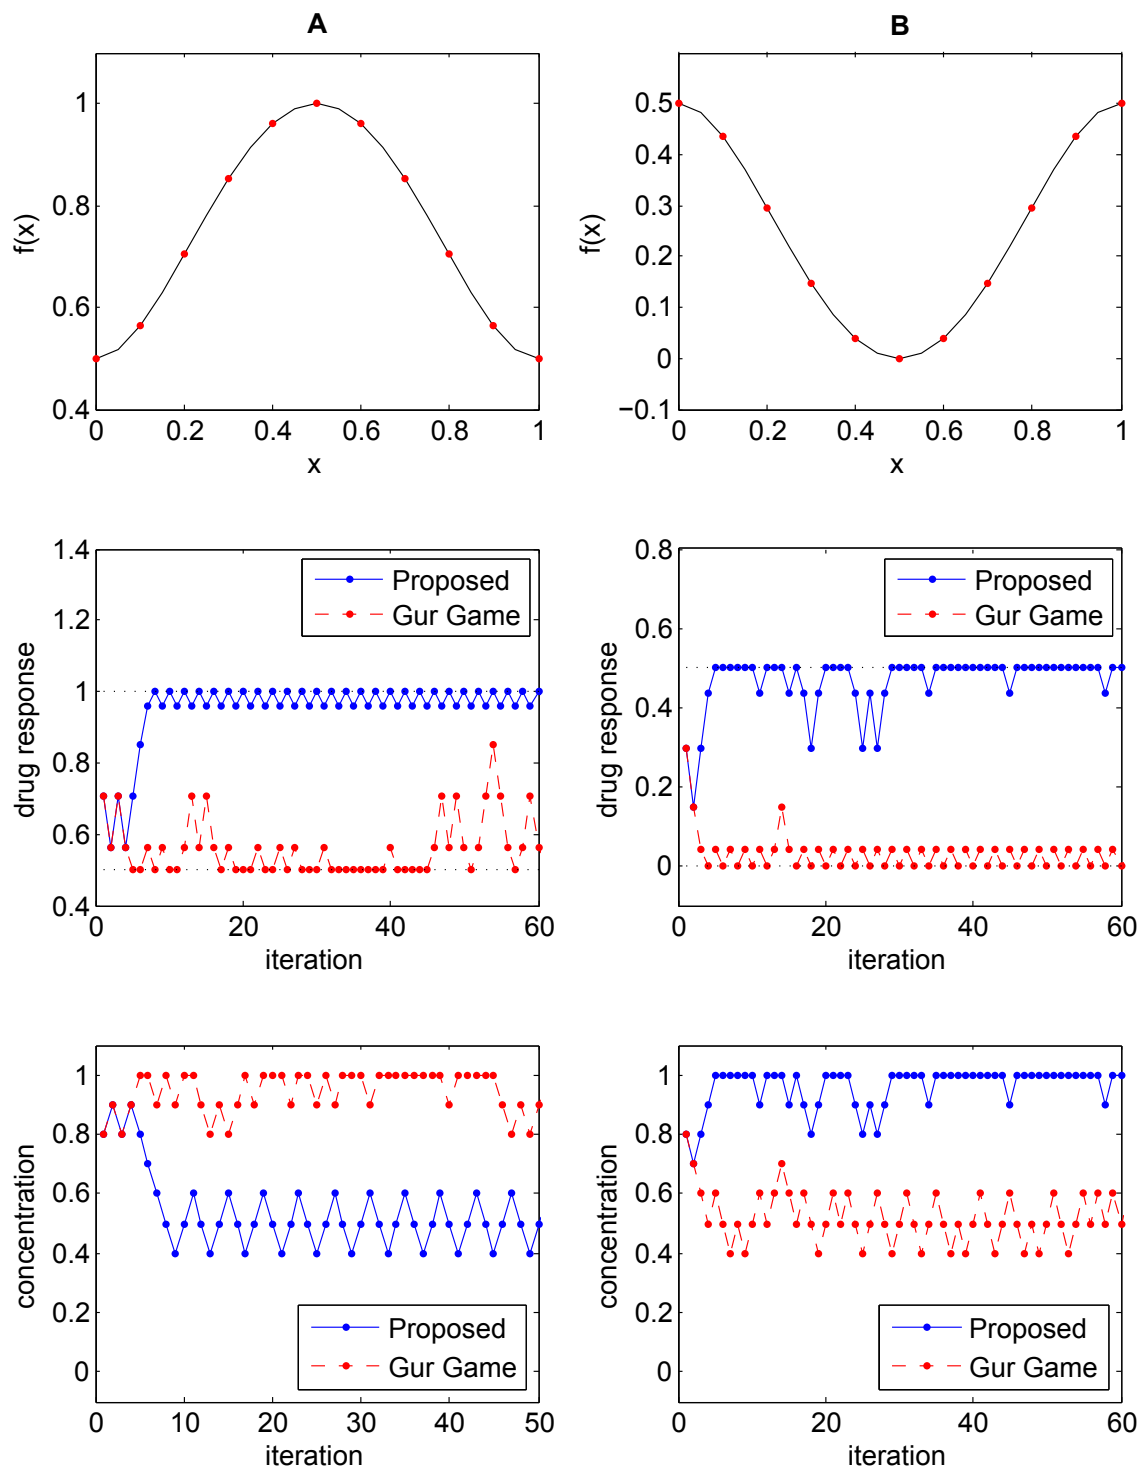 A
f(x)
1
0.8
0.6
0.4
0 0.2 0.4 0.6 0.8 1
x
B
f(x)
0.5
0.3
0.2
0.1
0
−0.1
0 0.2 0.4 0.6 0.8 1
x
drug response
1.4
1.2
1
0.8
0.6
0.4
0 20 40 60
iteration
Proposed
Gur Game
drug response
0.8
0.6
0.4
0.2
0
0 20 40 60
iteration
Proposed
Gur Game
concentration
1
0.8
0.6
0.4
0.2
0
0 10 20 30 40 50
iteration
Proposed
Gur Game
concentration
1
0.8
0.6
0.4
0.2
0
0 20 40 60
iteration
Proposed
Gur Game